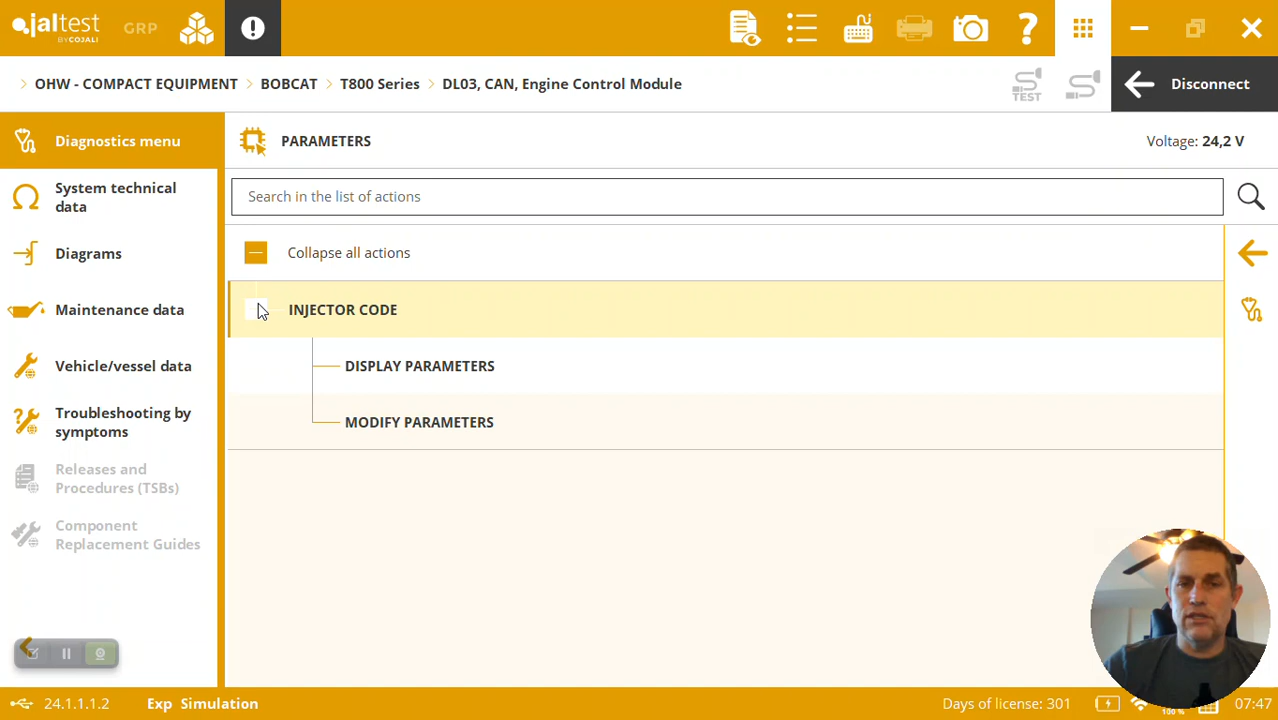 jaltest
BY COJALI
GRP
OHW - COMPACT EQUIPMENT
BOBCAT
T800 Series
DL03, CAN, Engine Control Module
TEST
Disconnect
Diagnostics menu
PARAMETERS
Voltage: 24,2 V
System technical
data
Search in the list of actions
Diagrams
Collapse all actions
Maintenance data
INJECTOR CODE
Vehicle/vessel data
DISPLAY PARAMETERS
Troubleshooting by
symptoms
MODIFY PARAMETERS
Releases and
Procedures (TSBs)
Component
Replacement Guides
24.1.1.1.2
Exp Simulation
Days of license: 301
100 %
07:47